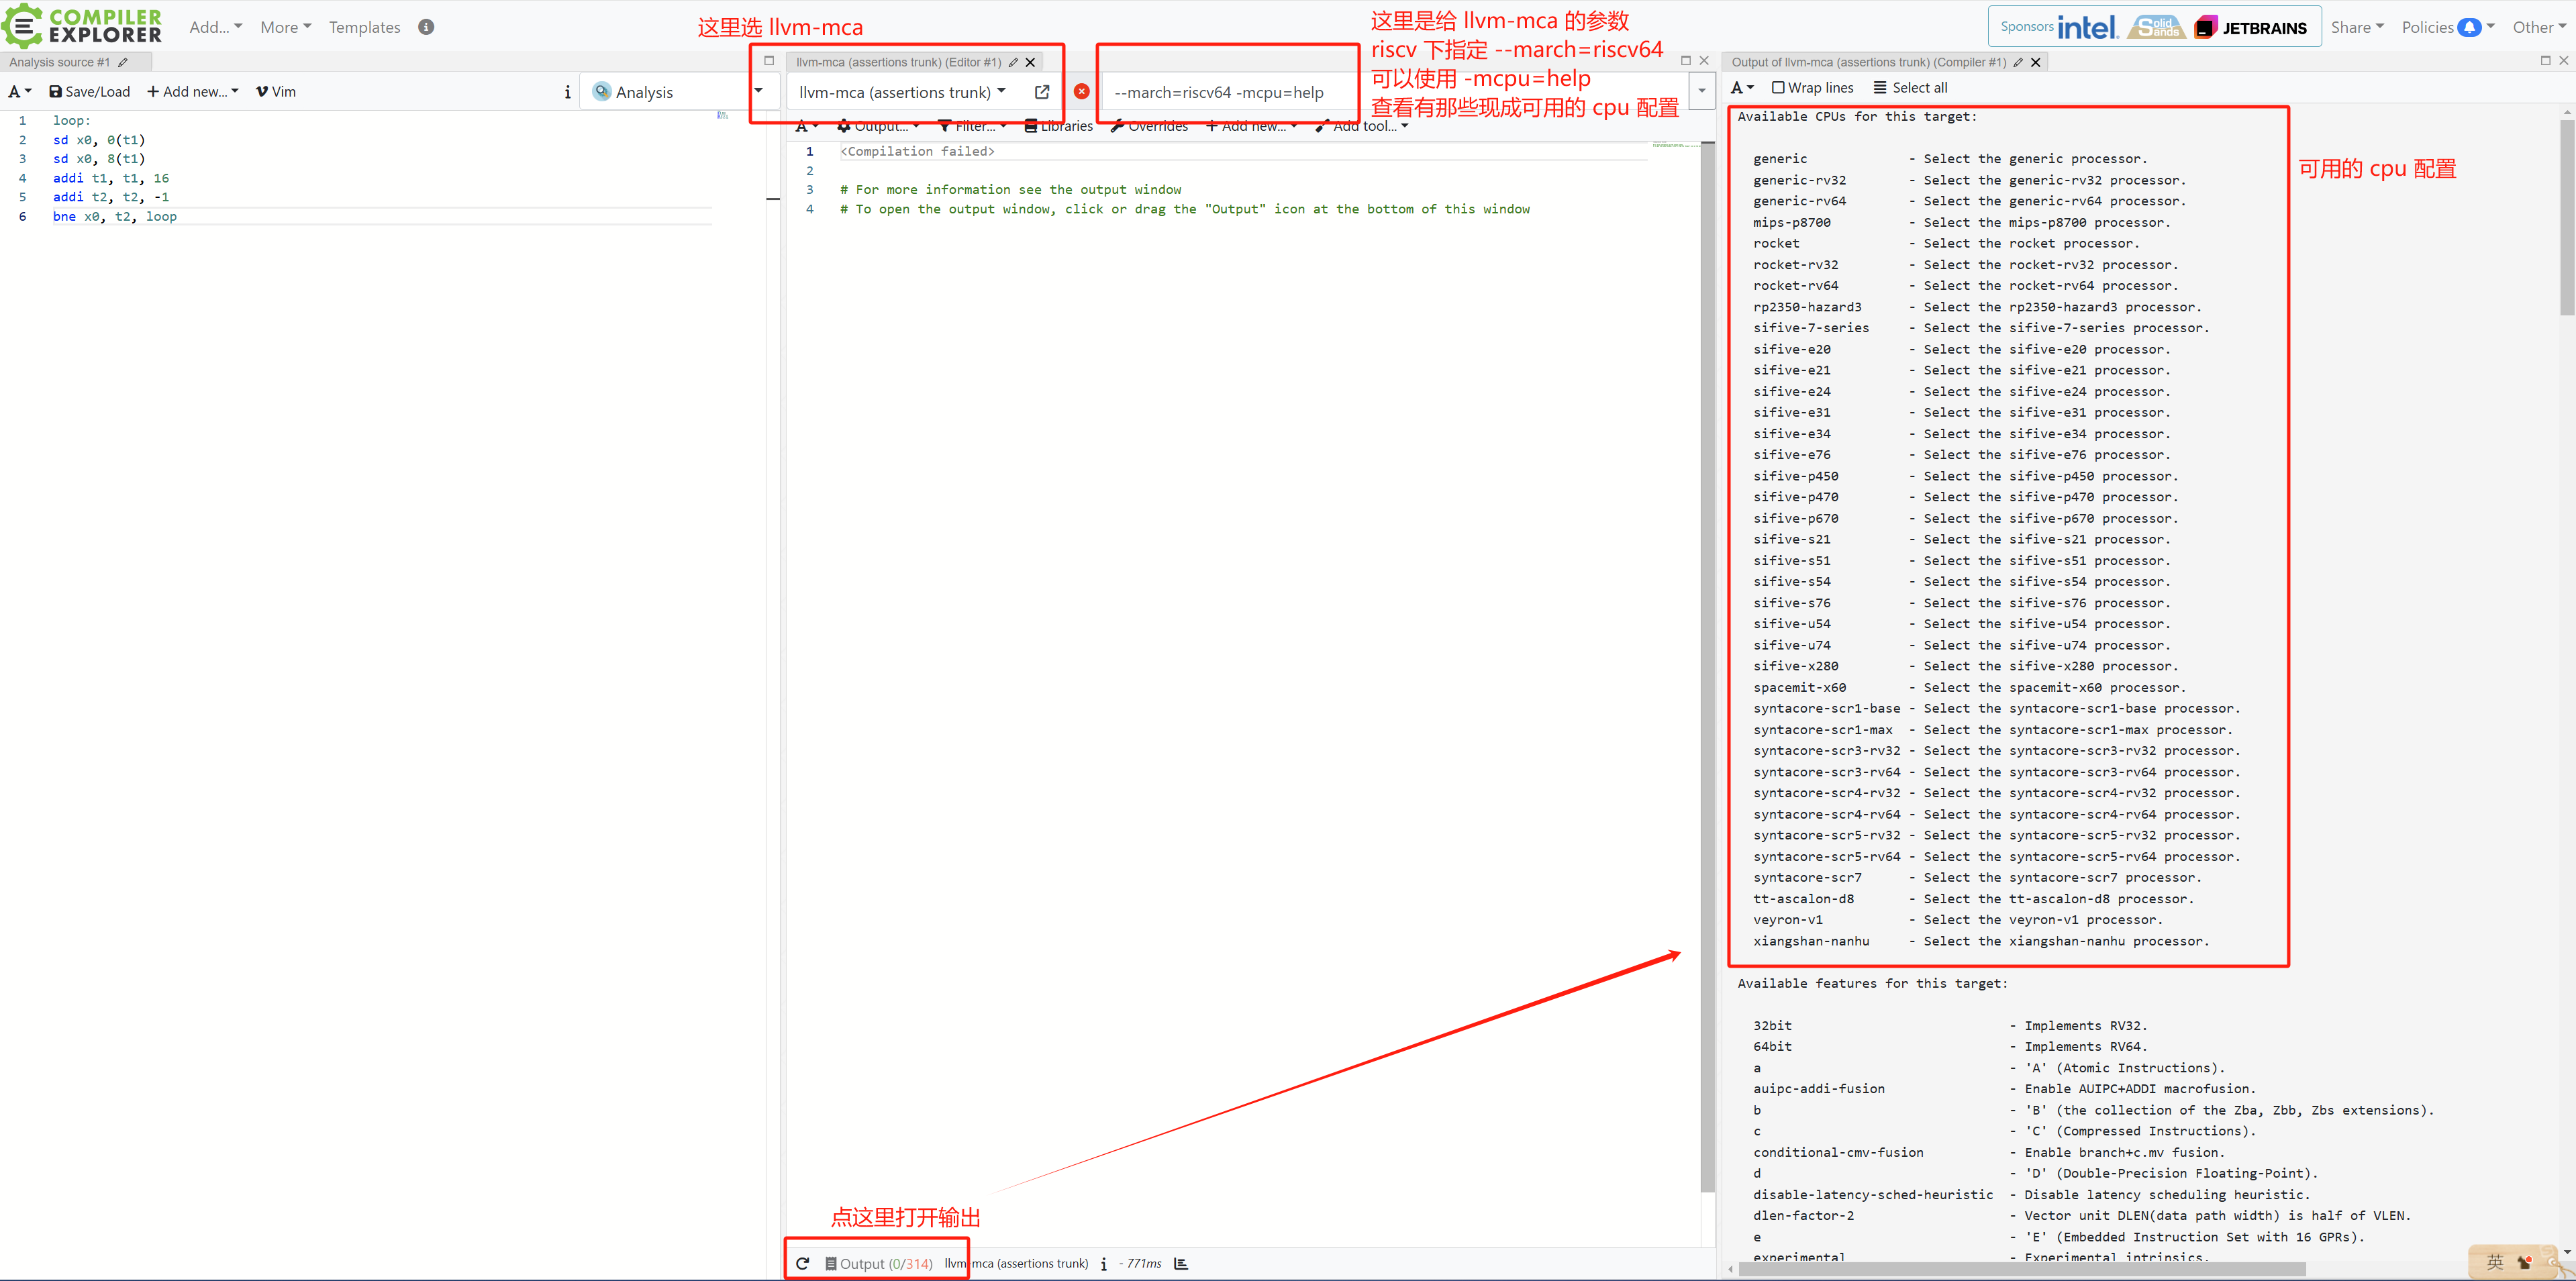 COMPILER
EXPLORER
Add...
More
Templates
这里选 llvm-mca
这里是给 llvm-mca 的参数
riscv 下指定 --march=riscv64
可以使用 -mcpu=help
查看有那些现成可用的 cpu 配置
Sponsors intel. Solid Sands JETBRAINS
Share
Policies
Other
Analysis source #1
A
Save/Load
+ Add new...
Vim
Analysis
1 loop:
2 sd x0, 0(t1)
3 sd x0, 8(t1)
4 addi t1, t1, 16
5 addi t2, t2, -1
6 bne x0, t2, loop
llvm-mca (assertions trunk) (Editor #1)
llvm-mca (assertions trunk)
--march=riscv64 -mcpu=help
A
Output...
Filter...
Libraries
Overrides
+ Add new...
Add tool...
1 <Compilation failed>
2
3 # For more information see the output window
4 # To open the output window, click or drag the "Output" icon at the bottom of this window
点这里打开输出
Output (0/314)
llvm-mca (assertions trunk)
- 771ms
Output of llvm-mca (assertions trunk) (Compiler #1)
A
Wrap lines
Select all
Available CPUs for this target:
可用的 cpu 配置
generic - Select the generic processor.
generic-rv32 - Select the generic-rv32 processor.
generic-rv64 - Select the generic-rv64 processor.
mips-p8700 - Select the mips-p8700 processor.
rocket - Select the rocket processor.
rocket-rv32 - Select the rocket-rv32 processor.
rocket-rv64 - Select the rocket-rv64 processor.
rp2350-hazard3 - Select the rp2350-hazard3 processor.
sifive-7-series - Select the sifive-7-series processor.
sifive-e20 - Select the sifive-e20 processor.
sifive-e21 - Select the sifive-e21 processor.
sifive-e24 - Select the sifive-e24 processor.
sifive-e31 - Select the sifive-e31 processor.
sifive-e34 - Select the sifive-e34 processor.
sifive-e76 - Select the sifive-e76 processor.
sifive-p450 - Select the sifive-p450 processor.
sifive-p470 - Select the sifive-p470 processor.
sifive-p670 - Select the sifive-p670 processor.
sifive-s21 - Select the sifive-s21 processor.
sifive-s51 - Select the sifive-s51 processor.
sifive-s54 - Select the sifive-s54 processor.
sifive-s76 - Select the sifive-s76 processor.
sifive-u54 - Select the sifive-u54 processor.
sifive-u74 - Select the sifive-u74 processor.
sifive-x280 - Select the sifive-x280 processor.
spacemit-x60 - Select the spacemit-x60 processor.
syntacore-scr1-base - Select the syntacore-scr1-base processor.
syntacore-scr1-max - Select the syntacore-scr1-max processor.
syntacore-scr3-rv32 - Select the syntacore-scr3-rv32 processor.
syntacore-scr3-rv64 - Select the syntacore-scr3-rv64 processor.
syntacore-scr4-rv32 - Select the syntacore-scr4-rv32 processor.
syntacore-scr4-rv64 - Select the syntacore-scr4-rv64 processor.
syntacore-scr5-rv32 - Select the syntacore-scr5-rv32 processor.
syntacore-scr5-rv64 - Select the syntacore-scr5-rv64 processor.
syntacore-scr7 - Select the syntacore-scr7 processor.
tt-ascalon-d8 - Select the tt-ascalon-d8 processor.
veyron-v1 - Select the veyron-v1 processor.
xiangshan-nanhu - Select the xiangshan-nanhu processor.
Available features for this target:
32bit - Implements RV32.
64bit - Implements RV64.
a - 'A' (Atomic Instructions).
auipc-addi-fusion - Enable AUIPC+ADDI macrofusion.
b - 'B' (the collection of the Zba, Zbb, Zbs extensions).
c - 'C' (Compressed Instructions).
conditional-cmv-fusion - Enable branch+c.mv fusion.
d - 'D' (Double-Precision Floating-Point).
disable-latency-sched-heuristic - Disable latency scheduling heuristic.
dlen-factor-2 - Vector unit DLEN(data path width) is half of VLEN.
e - 'E' (Embedded Instruction Set with 16 GPRs).
experimental - Experimental intrinsics.
英